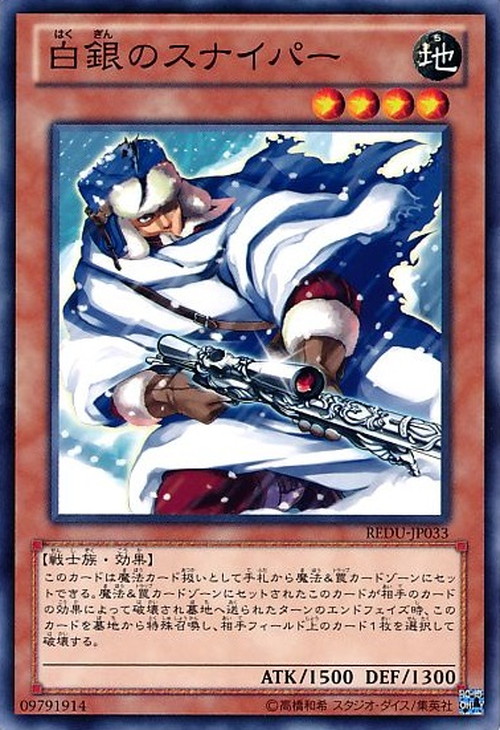 白銀のスナイパー
地
REDU-JP033
【戦士族・効果】
このカードは魔法カード扱いとして手札から魔法&罠カードゾーンにセッ
トできる。魔法&罠カードゾーンにセットされたこのカードが相手のカード
の効果によって破壊され墓地へ送られたターンのエンドフェイズ時、この
カードを墓地から特殊召喚し、相手フィールド上のカード1枚を選択して
破壊する。
ATK/1500 DEF/1300
09791914
©高橋和希 スタジオ・ダイス/集英社